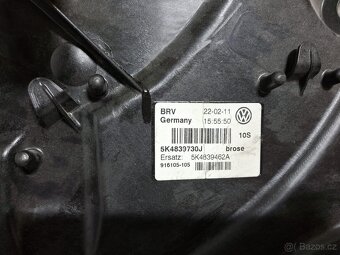 BRV 22-02-11
Germany 15:55:50
10S
5K4839730J brose
Ersatz: 5K4839462A
916105-105
Bazos.cz